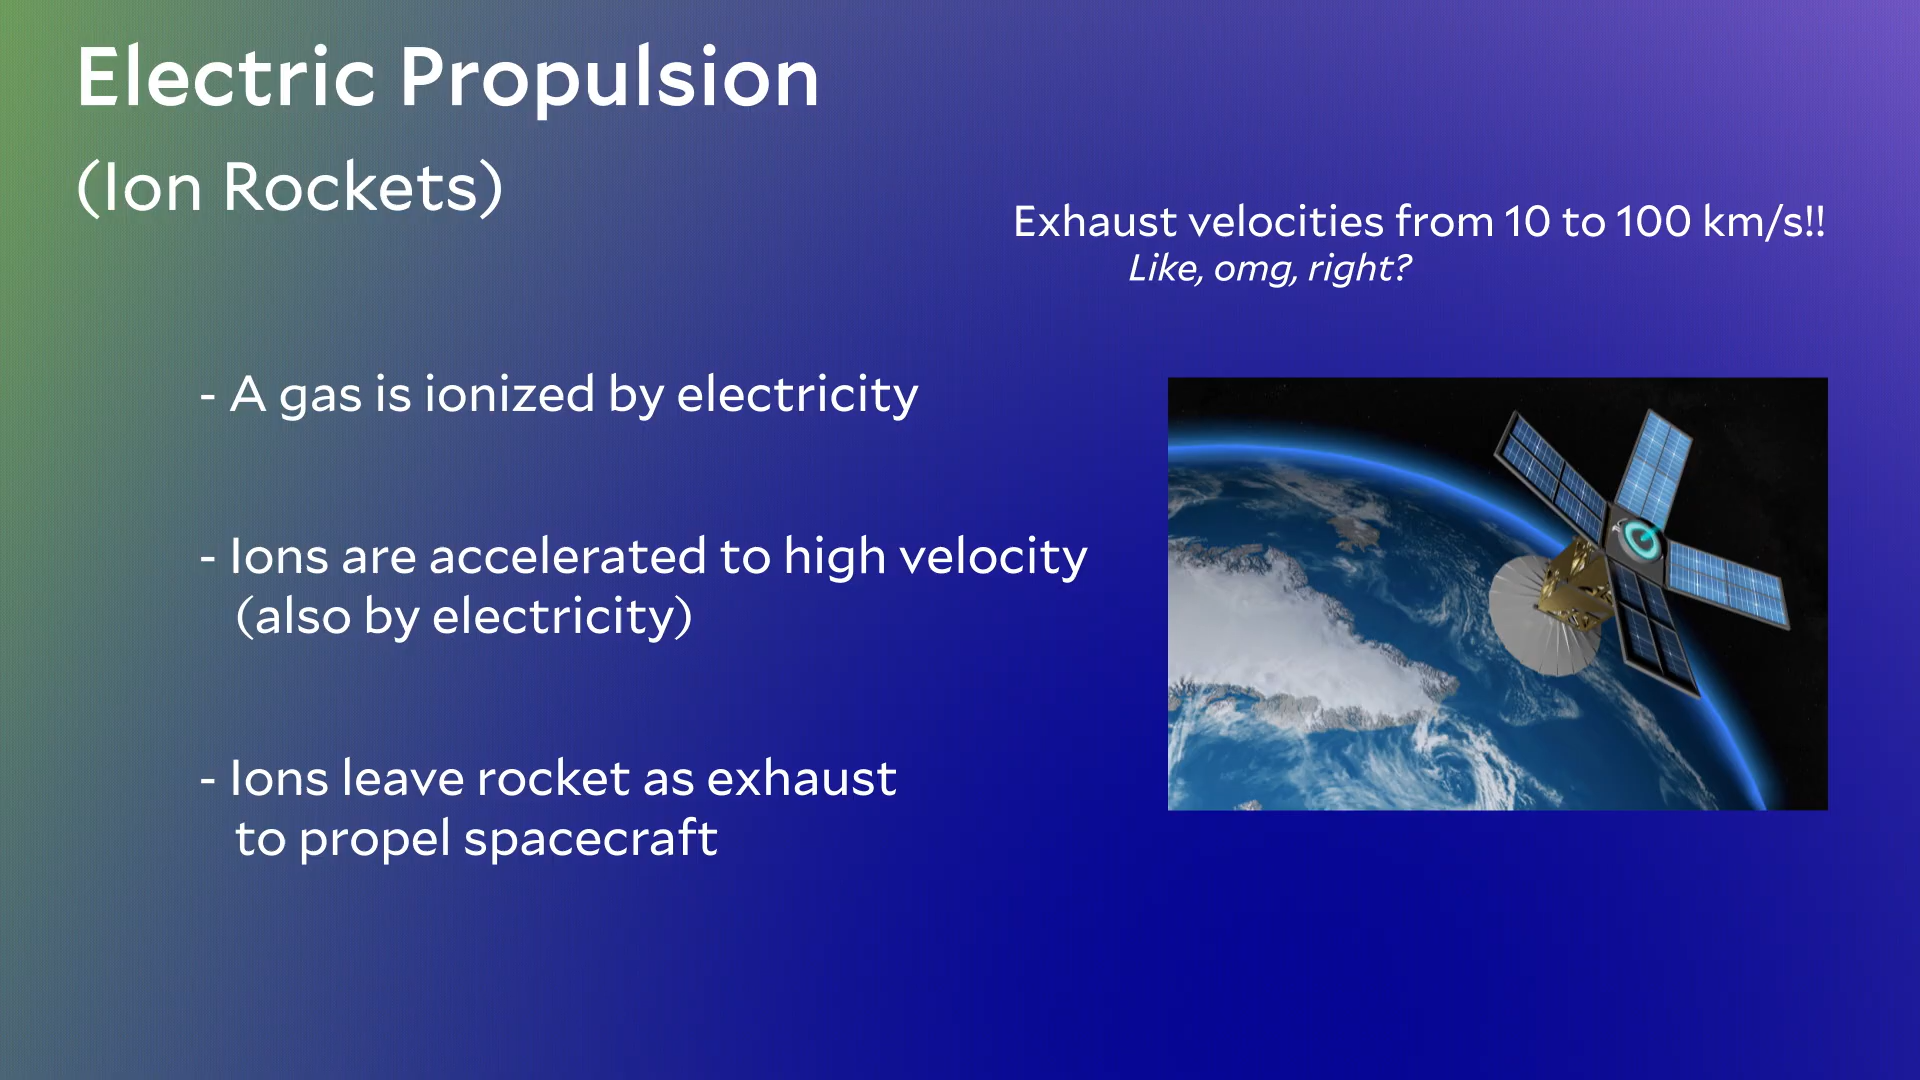 Electric Propulsion
(Ion Rockets)
Exhaust velocities from 10 to 100 km/s!!
Like, omg, right?
- A gas is ionized by electricity
- Ions are accelerated to high velocity
(also by electricity)
- Ions leave rocket as exhaust
to propel spacecraft